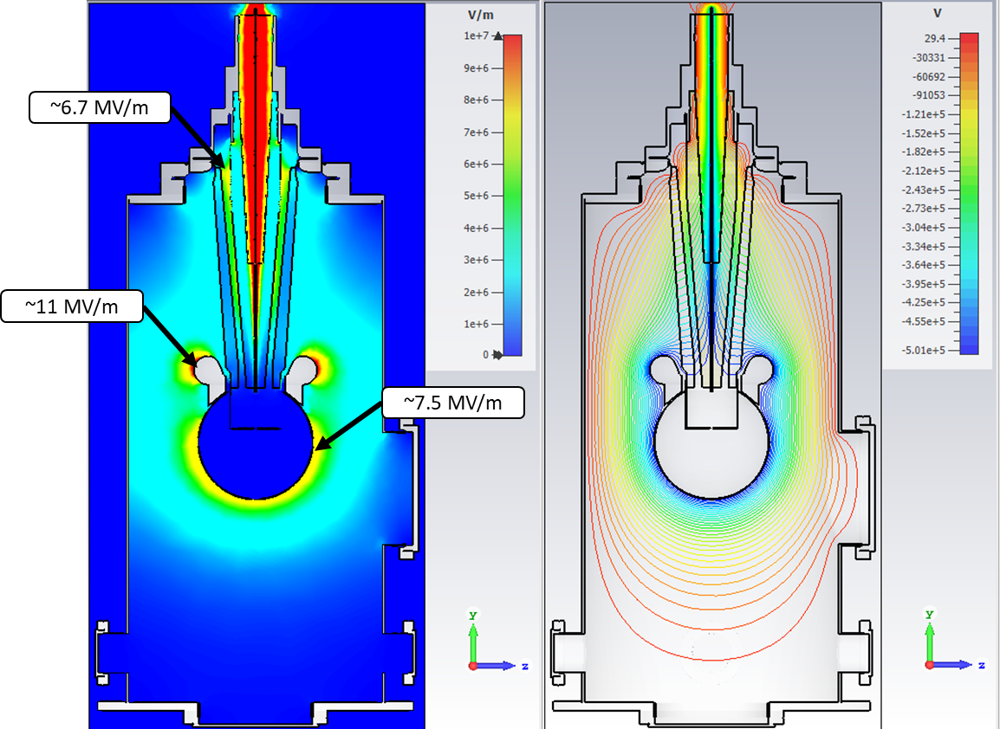 V/m
1e+7
9e+6
8e+6
7e+6
6e+6
5e+6
4e+6
3e+6
2e+6
1e+6
0
~6.7 MV/m
~11 MV/m
~7.5 MV/m
y
z
V
29.4
-30331
-60692
-91053
-1.21e+5
-1.52e+5
-1.82e+5
-2.12e+5
-2.43e+5
-2.73e+5
-3.04e+5
-3.34e+5
-3.64e+5
-3.95e+5
-4.25e+5
-4.55e+5
-5.01e+5
y
z